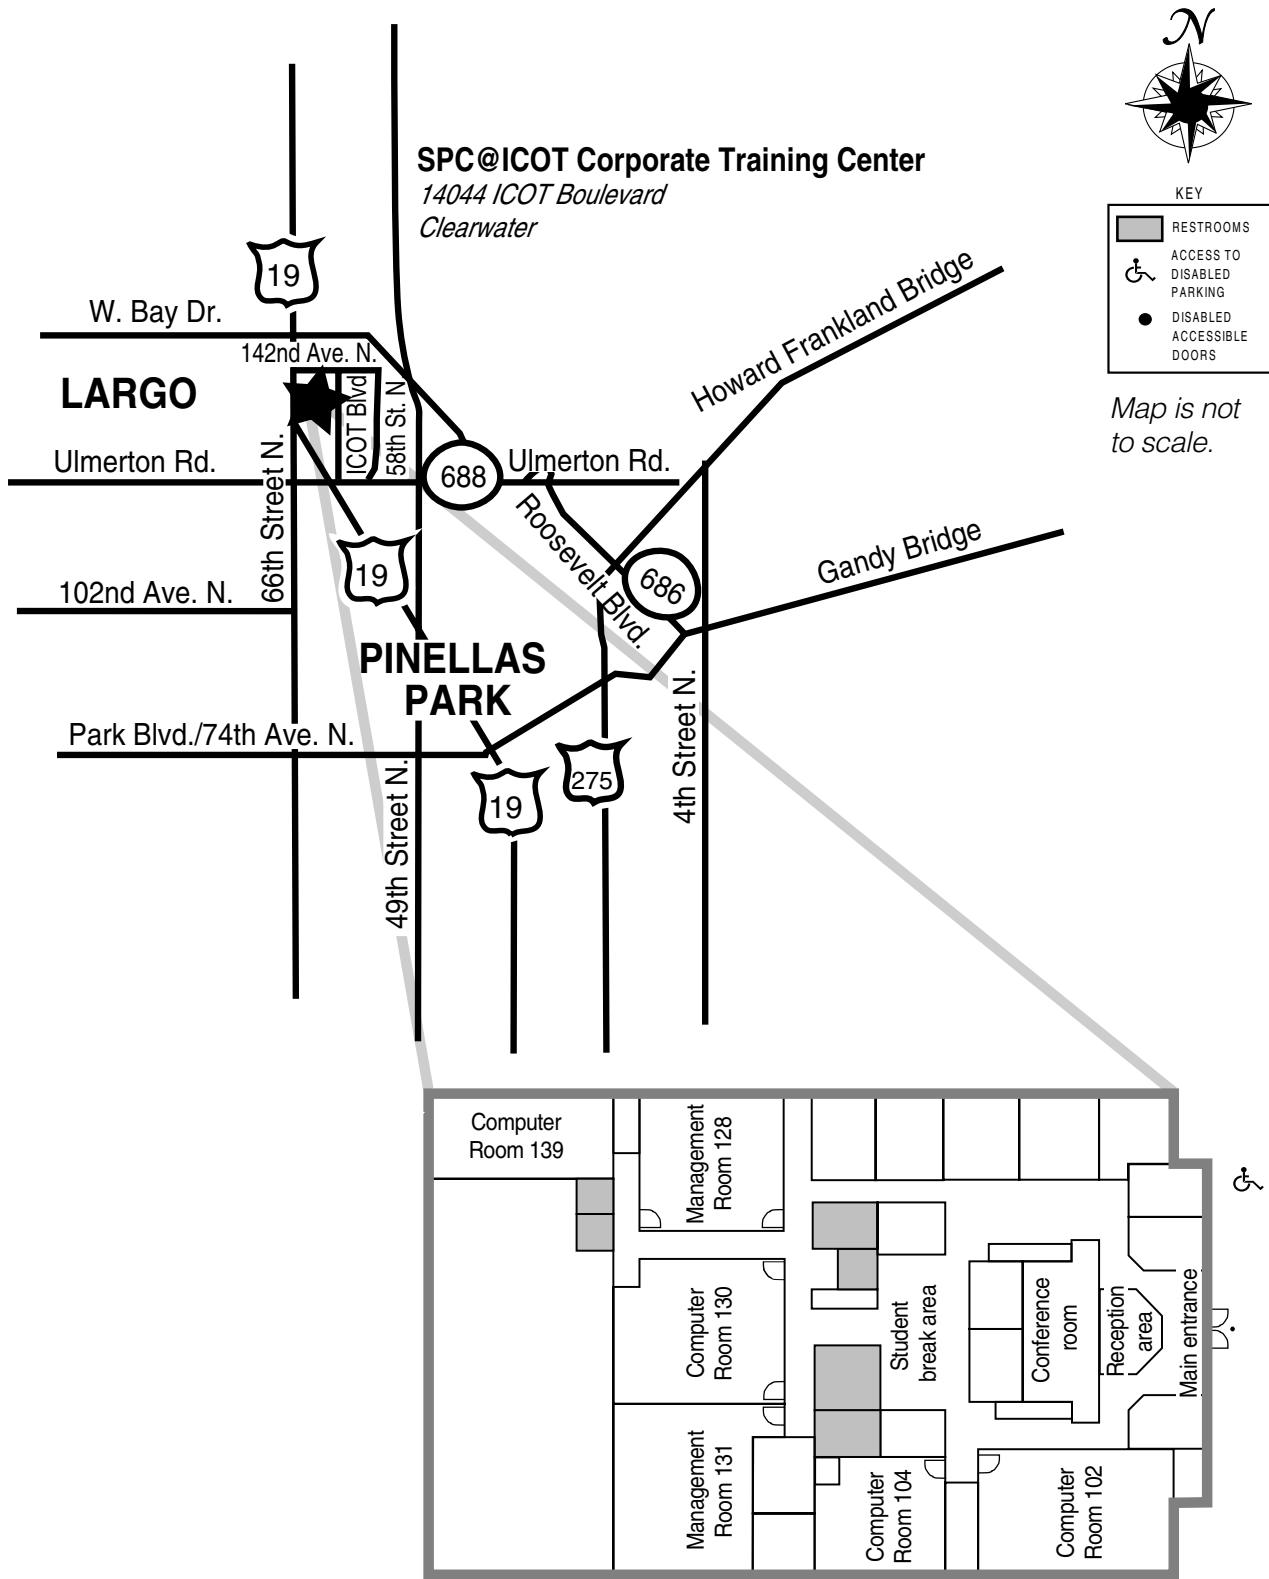 N
SPC@ICOT Corporate Training Center
14044 ICOT Boulevard
Clearwater
KEY
RESTROOMS
ACCESS TO
DISABLED
PARKING
DISABLED
ACCESSIBLE
DOORS
Map is not
to scale.
19
W. Bay Dr.
142nd Ave. N.
LARGO
ICOT Blvd
58th St. N
Howard Frankland Bridge
Ulmerton Rd.
66th Street N.
688
Ulmerton Rd.
Roosevelt Blvd.
686
Gandy Bridge
19
102nd Ave. N.
PINELLAS
PARK
Park Blvd./74th Ave. N.
49th Street N.
19
275
4th Street N.
Computer
Room 139
Management
Room 128
Computer
Room 130
Management
Room 131
Student
break area
Conference
room
Reception
area
Main entrance
Computer
Room 104
Computer
Room 102